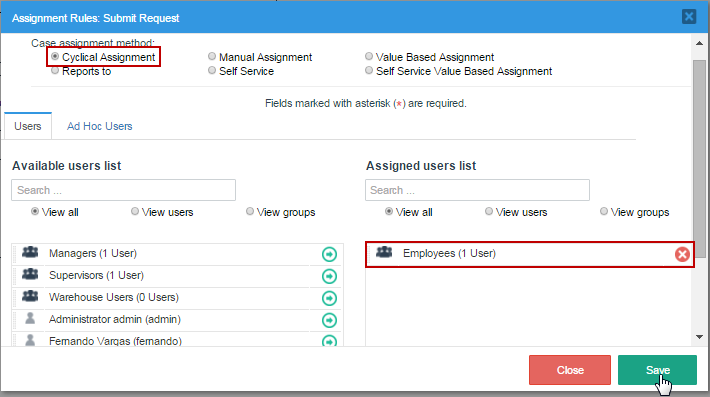 Assignment Rules: Submit Request
Case assignment method:
Cyclical Assignment Manual Assignment Value Based Assignment
Reports to Self Service Self Service Value Based Assignment
Fields marked with asterisk (*) are required.
Users Ad Hoc Users
Available users list Assigned users list
Search ... Search ...
View all View users View groups View all View users View groups
Managers (1 User) Employees (1 User)
Supervisors (1 User)
Warehouse Users (0 Users)
Administrator admin (admin)
Fernando Vargas (fernando)
Close Save